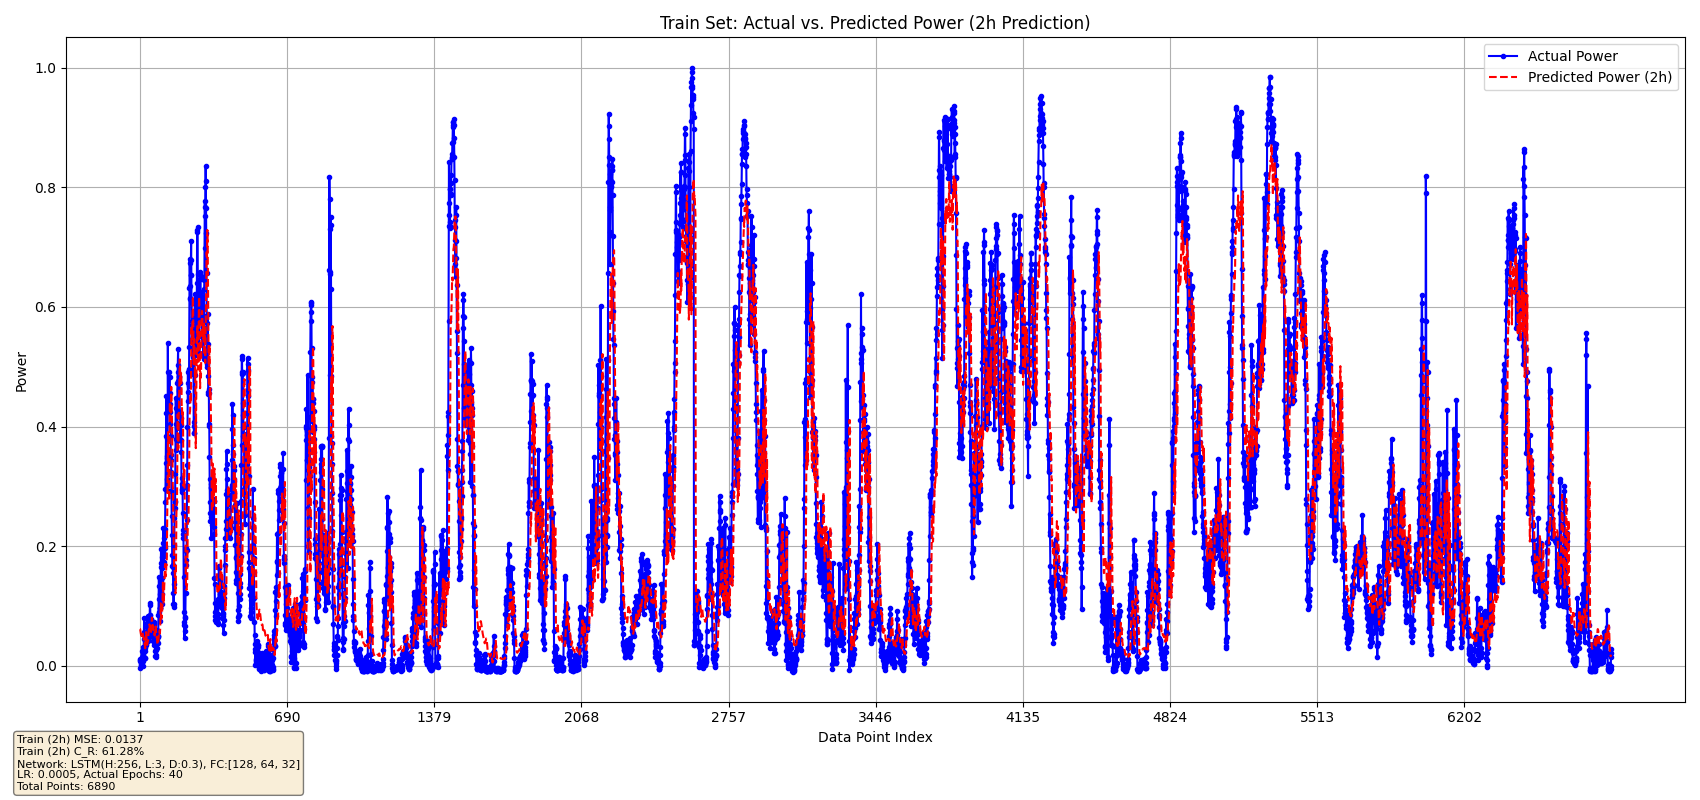 Train Set: Actual vs. Predicted Power (2h Prediction)
Actual Power
Predicted Power (2h)
Power
1.0
0.8
0.6
0.4
0.2
0.0
1 690 1379 2068 2757 3446 4135 4824 5513 6202
Data Point Index
Train (2h) MSE: 0.0137
Train (2h) C_R: 61.28%
Network: LSTM(H:256, L:3, D:0.3), FC:[128, 64, 32]
LR: 0.0005, Actual Epochs: 40
Total Points: 6890